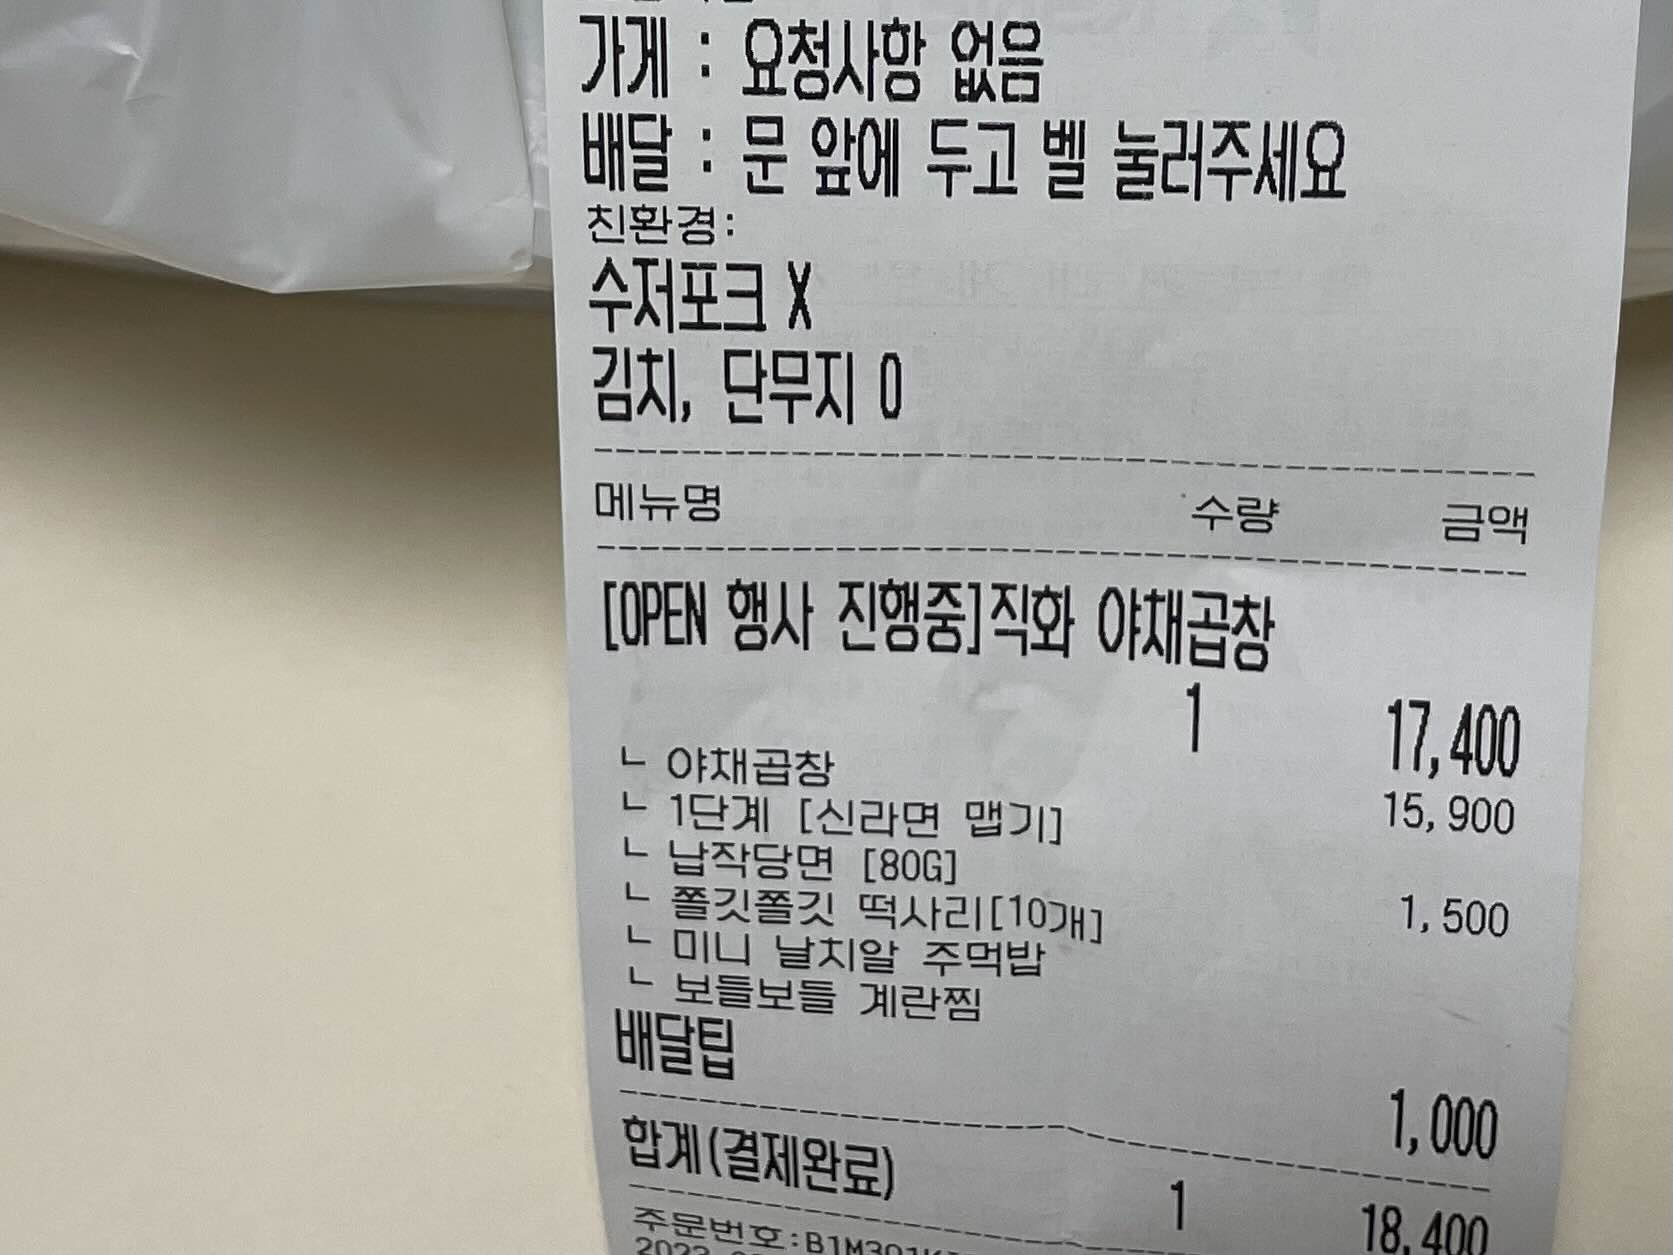 가게 : 요청사항 없음
배달 : 문 앞에 두고 벨 눌러주세요
친환경:
수저포크 X
김치, 단무지 O
메뉴명 수량 금액
[OPEN 행사 진행중]직화 야채곱창
1 17,400
ㄴ 야채곱창 15,900
ㄴ 1단계 [신라면 맵기]
ㄴ 납작당면 [80G] 1,500
ㄴ 쫄깃쫄깃 떡사리[10개]
ㄴ 미니 날치알 주먹밥
ㄴ 보들보들 계란찜
배달팁 1,000
합계(결제완료) 1 18,400
주문번호:B1M301